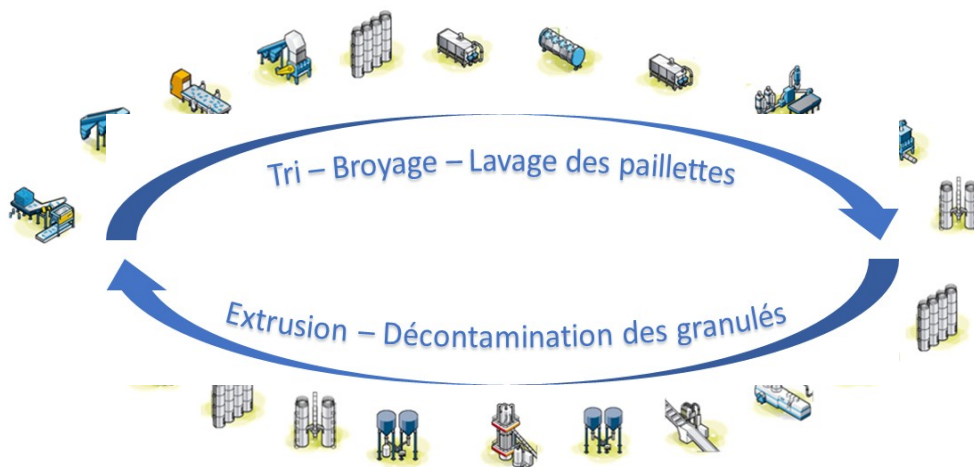 Tri – Broyage – Lavage des paillettes
Extrusion – Décontamination des granulés